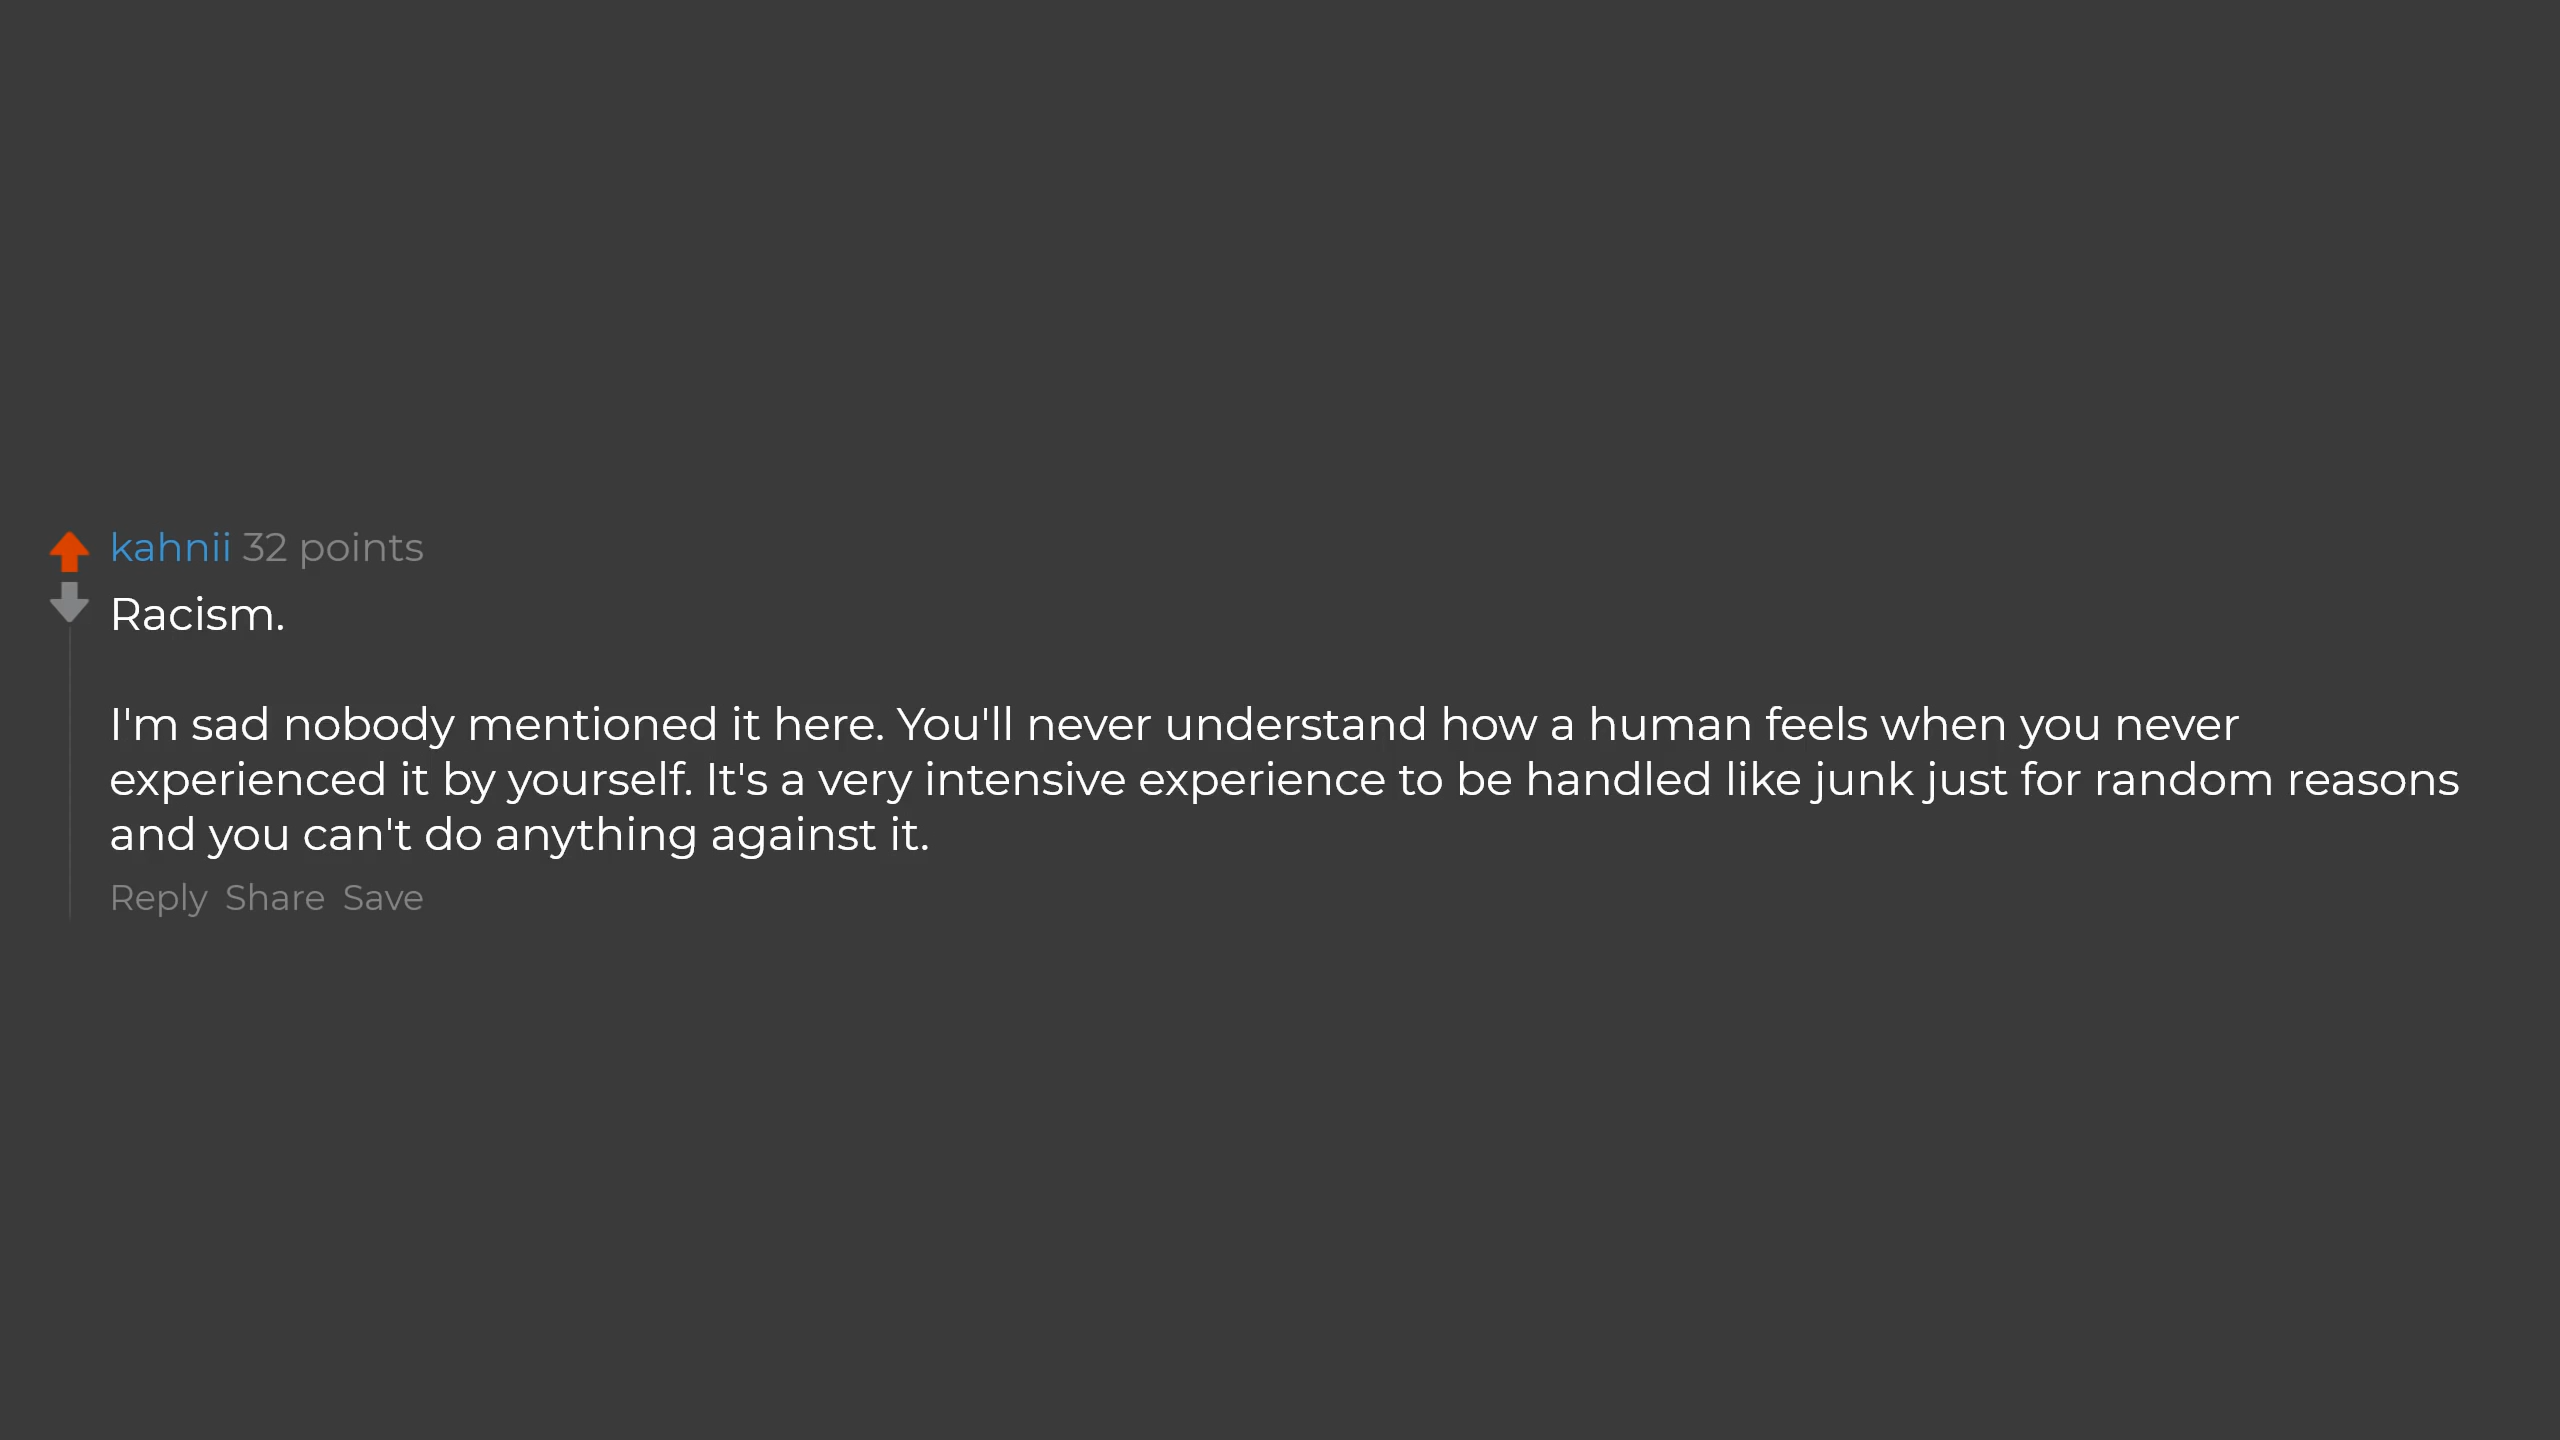 kahnii 32 points
Racism.
I'm sad nobody mentioned it here. You'll never understand how a human feels when you never
experienced it by yourself. It's a very intensive experience to be handled like junk just for random reasons
and you can't do anything against it.
Reply Share Save